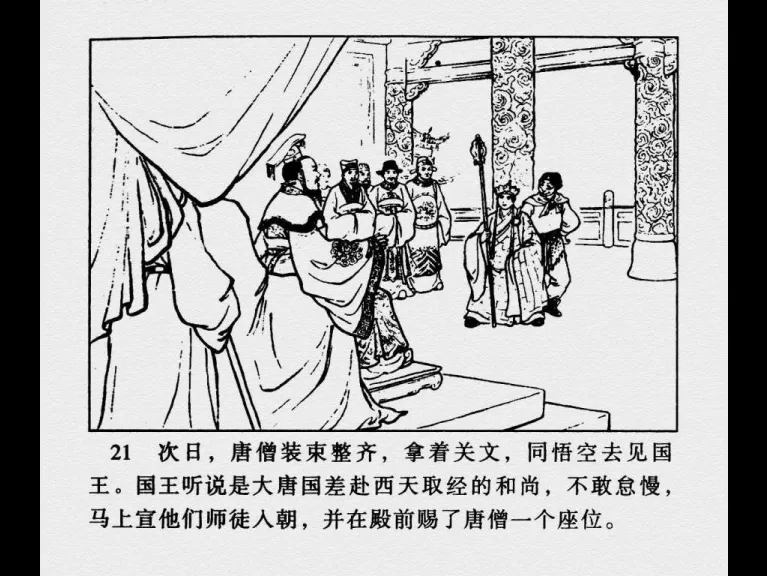 21 次日，唐僧装束整齐，拿着关文，同悟空去见国
王。国王听说是大唐国差赴西天取经的和尚，不敢怠慢，
马上宣他们师徒入朝，并在殿前赐了唐僧一个座位。